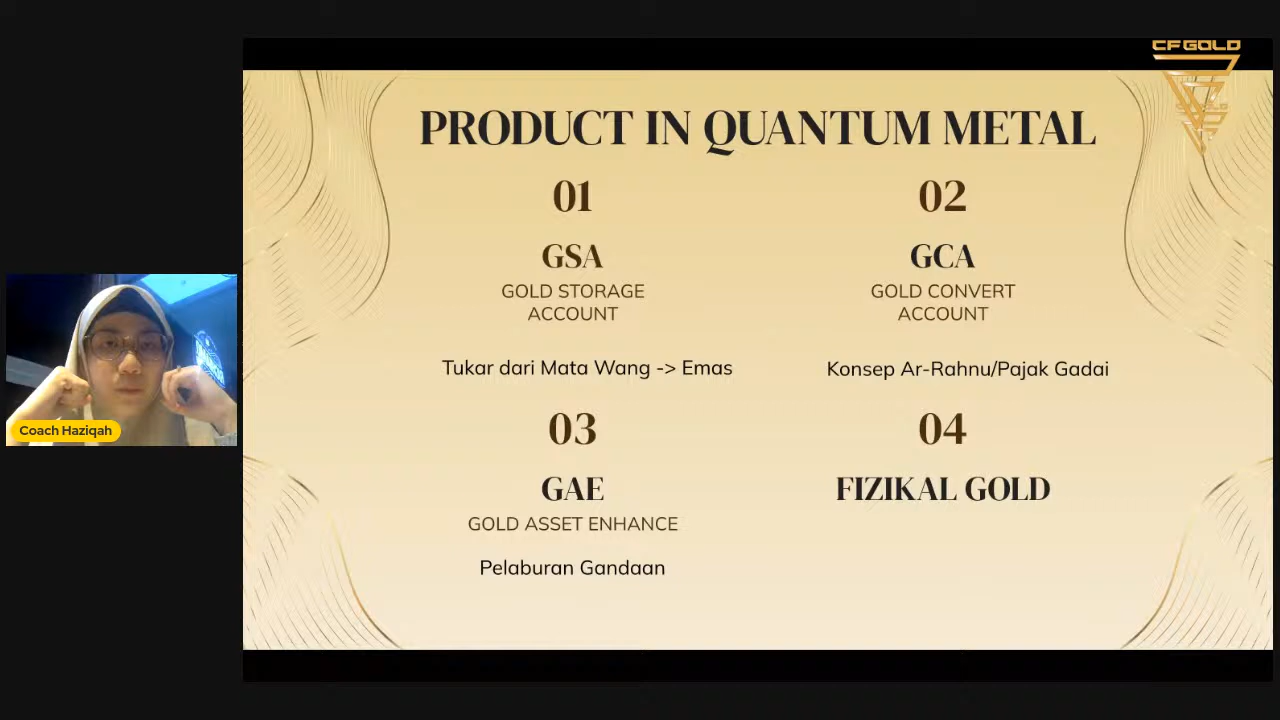 CFGOLD
PRODUCT IN QUANTUM METAL
01
GSA
GOLD STORAGE
ACCOUNT
Tukar dari Mata Wang -> Emas
02
GCA
GOLD CONVERT
ACCOUNT
Konsep Ar-Rahnu/Pajak Gadai
03
GAE
GOLD ASSET ENHANCE
Pelaburan Gandaan
04
FIZIKAL GOLD
Coach Haziqah